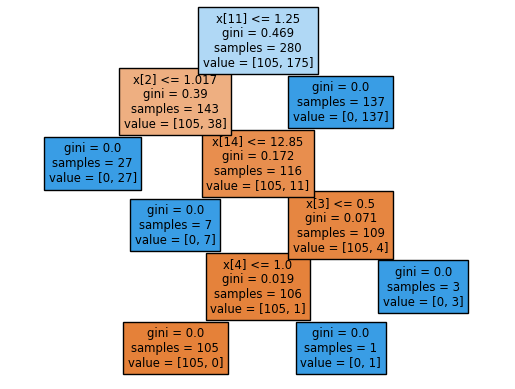 x[11] <= 1.25
gini = 0.469
samples = 280
value = [105, 175]
x[2] <= 1.017
gini = 0.39
samples = 143
value = [105, 38]
gini = 0.0
samples = 137
value = [0, 137]
gini = 0.0
samples = 27
value = [0, 27]
x[14] <= 12.85
gini = 0.172
samples = 116
value = [105, 11]
gini = 0.0
samples = 7
value = [0, 7]
x[3] <= 0.5
gini = 0.071
samples = 109
value = [105, 4]
x[4] <= 1.0
gini = 0.019
samples = 106
value = [105, 1]
gini = 0.0
samples = 3
value = [0, 3]
gini = 0.0
samples = 105
value = [105, 0]
gini = 0.0
samples = 1
value = [0, 1]